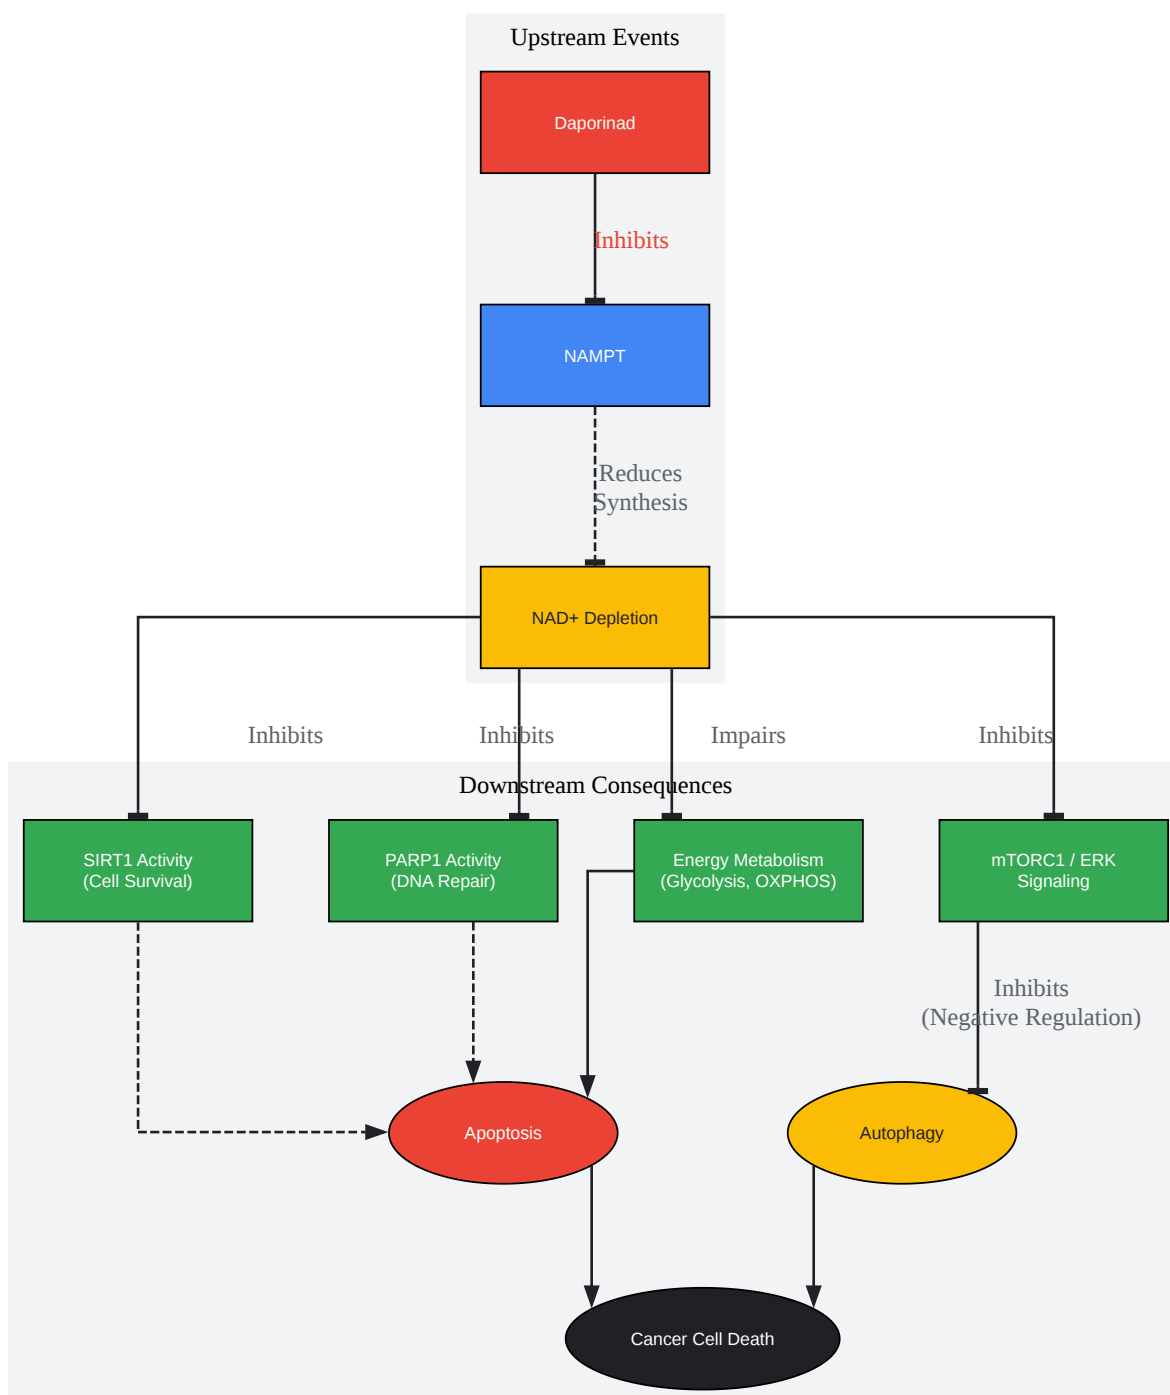 Upstream Events
Daporinad
Inhibits
NAMPT
Reduces
Synthesis
NAD+ Depletion
Inhibits
Inhibits
Impairs
Inhibits
Downstream Consequences
SIRT1 Activity
(Cell Survival)
PARP1 Activity
(DNA Repair)
Energy Metabolism
(Glycolysis, OXPHOS)
mTORC1 / ERK
Signaling
Inhibits
(Negative Regulation)
Apoptosis
Autophagy
Cancer Cell Death